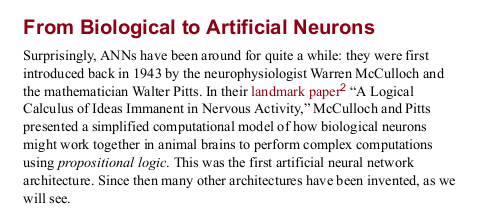 From Biological to Artificial Neurons
Surprisingly, ANNs have been around for quite a while: they were first
introduced back in 1943 by the neurophysiologist Warren McCulloch and
the mathematician Walter Pitts. In their landmark paper2 “A Logical
Calculus of Ideas Immanent in Nervous Activity,” McCulloch and Pitts
presented a simplified computational model of how biological neurons
might work together in animal brains to perform complex computations
using propositional logic. This was the first artificial neural network
architecture. Since then many other architectures have been invented, as we
will see.